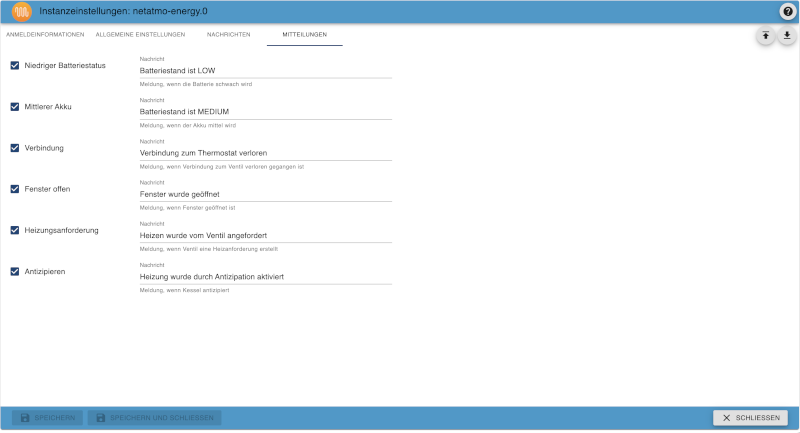 Instanzeinstellungen: netatmo-energy.0
ANMELDEINFORMATIONEN ALLGEMEINE EINSTELLUNGEN NACHRICHTEN MITTEILUNGEN
Nachricht
Niedriger Batteriestatus Batteriestand ist LOW
Meldung, wenn die Batterie schwach wird
Nachricht
Mittlerer Akku Batteriestand ist MEDIUM
Meldung, wenn der Akku mittel wird
Nachricht
Verbindung Verbindung zum Thermostat verloren
Meldung, wenn Verbindung zum Ventil verloren gegangen ist
Nachricht
Fenster offen Fenster wurde geöffnet
Meldung, wenn Fenster geöffnet ist
Nachricht
Heizungsanforderung Heizen wurde vom Ventil angefordert
Meldung, wenn Ventil eine Heizanforderung erstellt
Nachricht
Antizipieren Heizung wurde durch Antizipation aktiviert
Meldung, wenn Kessel antizipiert
SPEICHERN SPEICHERN UND SCHLIESSEN SCHLIESSEN